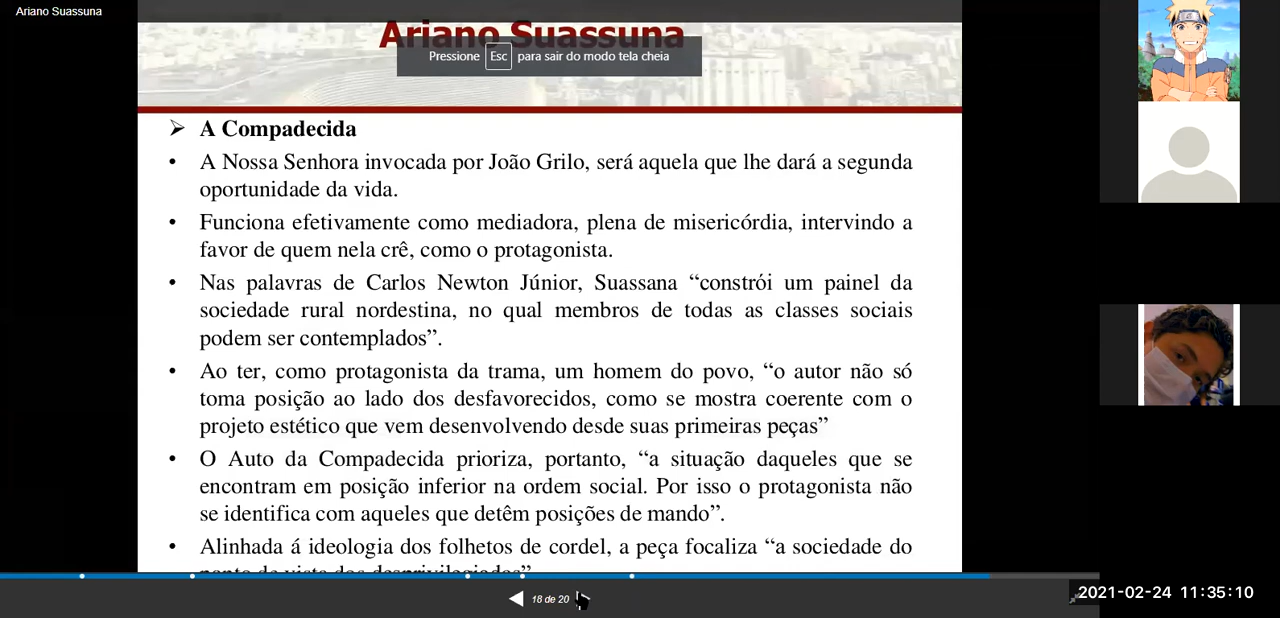 Ariano Suassuna
Ariano Suassuna
Pressione Esc para sair do modo tela cheia
➢ A Compadecida
• A Nossa Senhora invocada por João Grilo, será aquela que lhe dará a segunda
oportunidade da vida.
• Funciona efetivamente como mediadora, plena de misericórdia, intervindo a
favor de quem nela crê, como o protagonista.
• Nas palavras de Carlos Newton Júnior, Suassana “constrói um painel da
sociedade rural nordestina, no qual membros de todas as classes sociais
podem ser contemplados”.
• Ao ter, como protagonista da trama, um homem do povo, “o autor não só
toma posição ao lado dos desfavorecidos, como se mostra coerente com o
projeto estético que vem desenvolvendo desde suas primeiras peças”
• O Auto da Compadecida prioriza, portanto, “a situação daqueles que se
encontram em posição inferior na ordem social. Por isso o protagonista não
se identifica com aqueles que detêm posições de mando”.
• Alinhada á ideologia dos folhetos de cordel, a peça focaliza “a sociedade do
ponto de vista dos desprivilegiados”
18 de 20
2021-02-24 11:35:10